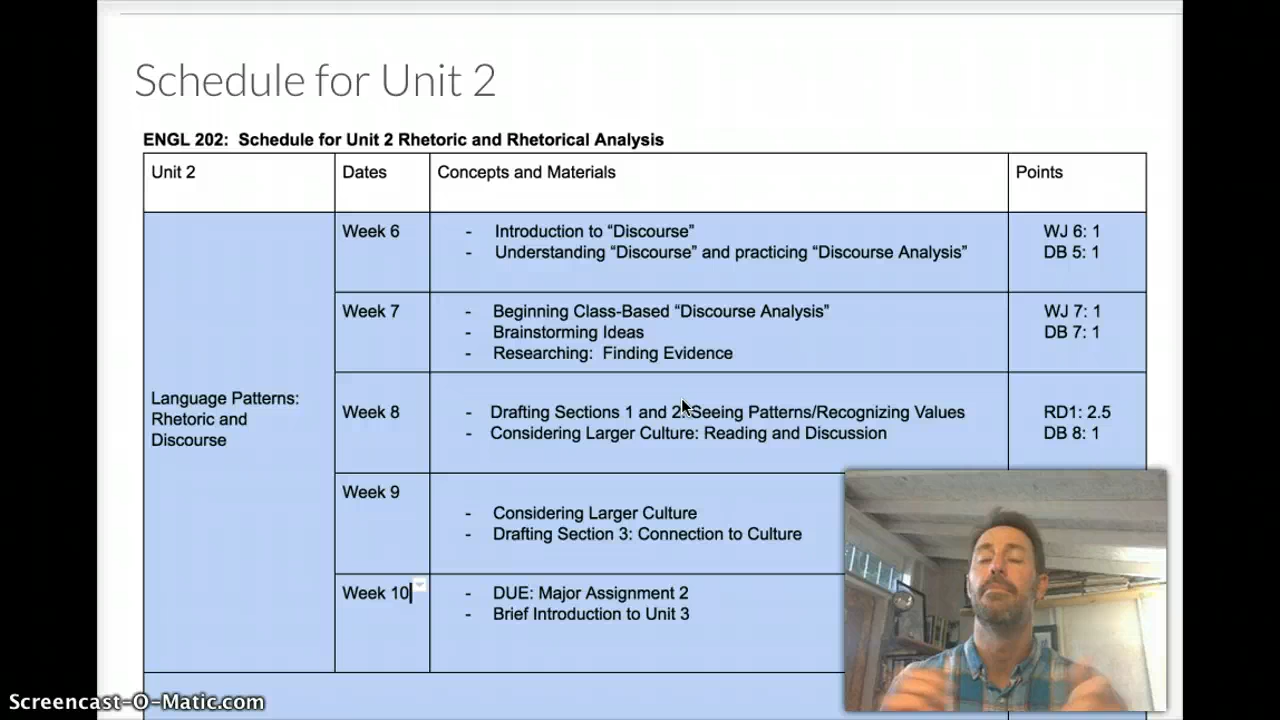 Schedule for Unit 2
ENGL 202: Schedule for Unit 2 Rhetoric and Rhetorical Analysis
Unit 2
Dates
Concepts and Materials
Points
Language Patterns:
Rhetoric and
Discourse
Week 6
- Introduction to “Discourse”
- Understanding “Discourse” and practicing “Discourse Analysis”
WJ 6: 1
DB 5: 1
Week 7
- Beginning Class-Based “Discourse Analysis”
- Brainstorming Ideas
- Researching: Finding Evidence
WJ 7: 1
DB 7: 1
Week 8
- Drafting Sections 1 and 2: Seeing Patterns/Recognizing Values
- Considering Larger Culture: Reading and Discussion
RD1: 2.5
DB 8: 1
Week 9
- Considering Larger Culture
- Drafting Section 3: Connection to Culture
Week 10
- DUE: Major Assignment 2
- Brief Introduction to Unit 3
Screencast-O-Matic.com